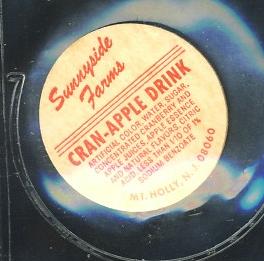 Sunnyside
Farms
CRAN-APPLE DRINK
ARTIFICIAL COLOR, WATER, SUGAR,
CONCENTRATED CRANBERRY AND
APPLE JUICES, APPLE ESSENCE
AND NATURAL FLAVORS, CITRIC
ACID, LESS THAN 1/10 OF 1%
SODIUM BENZOATE
MT. HOLLY, N.J. 08060